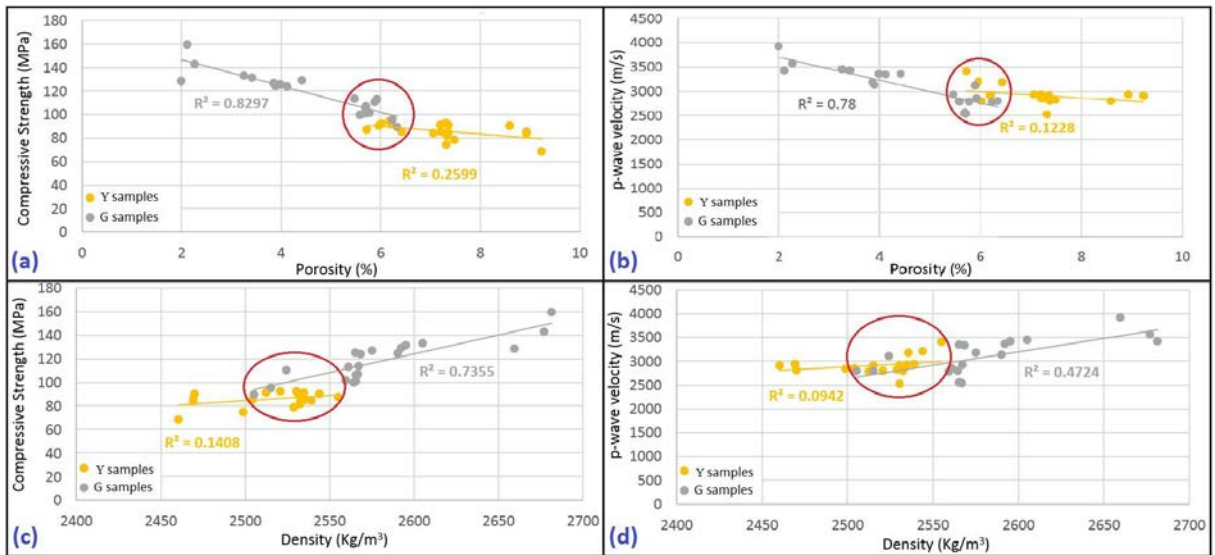 Compressive Strength (MPa)
180
160
140
120
100
80
60
40
20
0
R² = 0.8297
R² = 0.2599
Y samples
G samples
0 2 4 6 8 10
(a)
Porosity (%)
p-wave velocity (m/s)
4500
4000
3500
3000
2500
2000
1500
1000
500
0
R² = 0.78
R² = 0.1228
Y samples
G samples
0 2 4 6 8 10
(b)
Porosity (%)
Compressive Strength (MPa)
180
160
140
120
100
80
60
40
20
0
R² = 0.7355
R² = 0.1408
Y samples
G samples
2400 2450 2500 2550 2600 2650 2700
(c)
Density (Kg/m³)
p-wave velocity (m/s)
4500
4000
3500
3000
2500
2000
1500
1000
500
0
R² = 0.4724
R² = 0.0942
Y samples
G samples
2400 2450 2500 2550 2600 2650 2700
(d)
Density (Kg/m³)